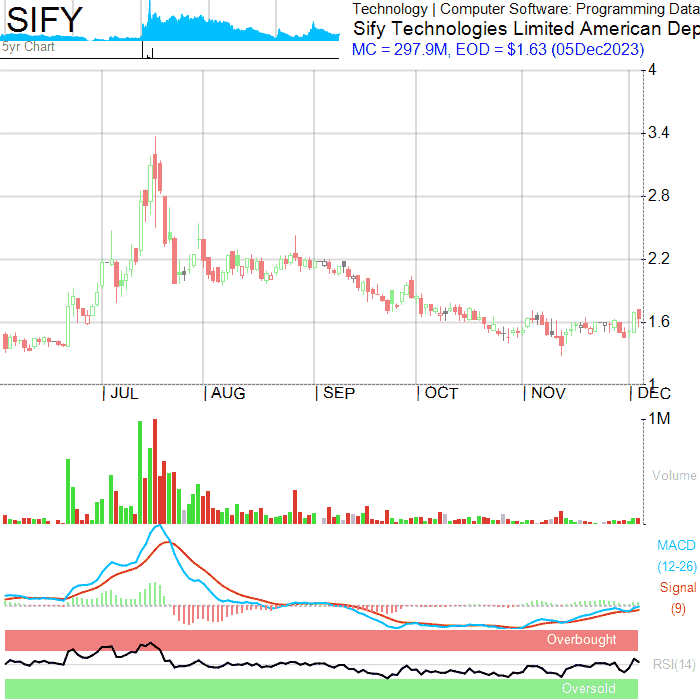 SIFY
5yr Chart
Technology | Computer Software: Programming Data
Sify Technologies Limited American Dep
MC = 297.9M, EOD = $1.63 (05Dec2023)
4
3.4
2.8
2.2
1.6
1
JUL AUG SEP OCT NOV DEC
1M
Volume
MACD
(12-26)
Signal
(9)
Overbought
RSI(14)
Oversold